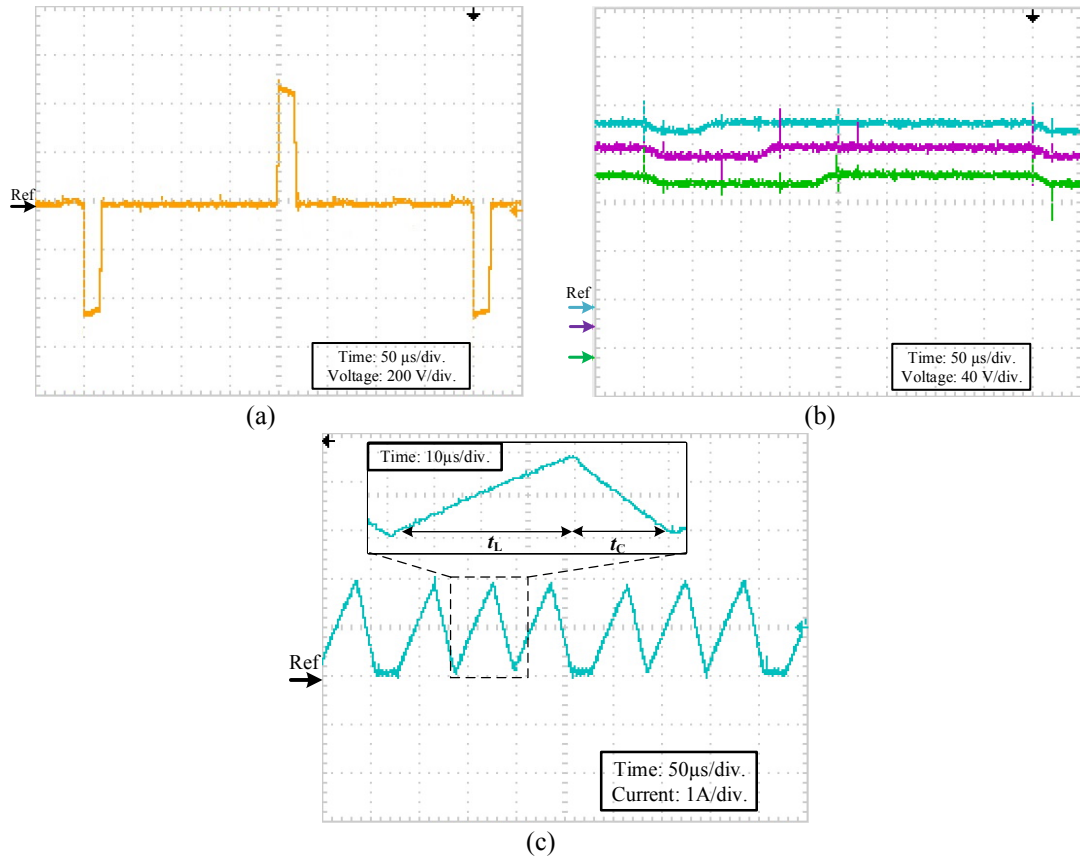 Ref
Time: 50 µs/div.
Voltage: 200 V/div.
(a)
Ref
Time: 50 µs/div.
Voltage: 40 V/div.
(b)
Time: 10µs/div.
tL
tC
Ref
Time: 50µs/div.
Current: 1A/div.
(c)